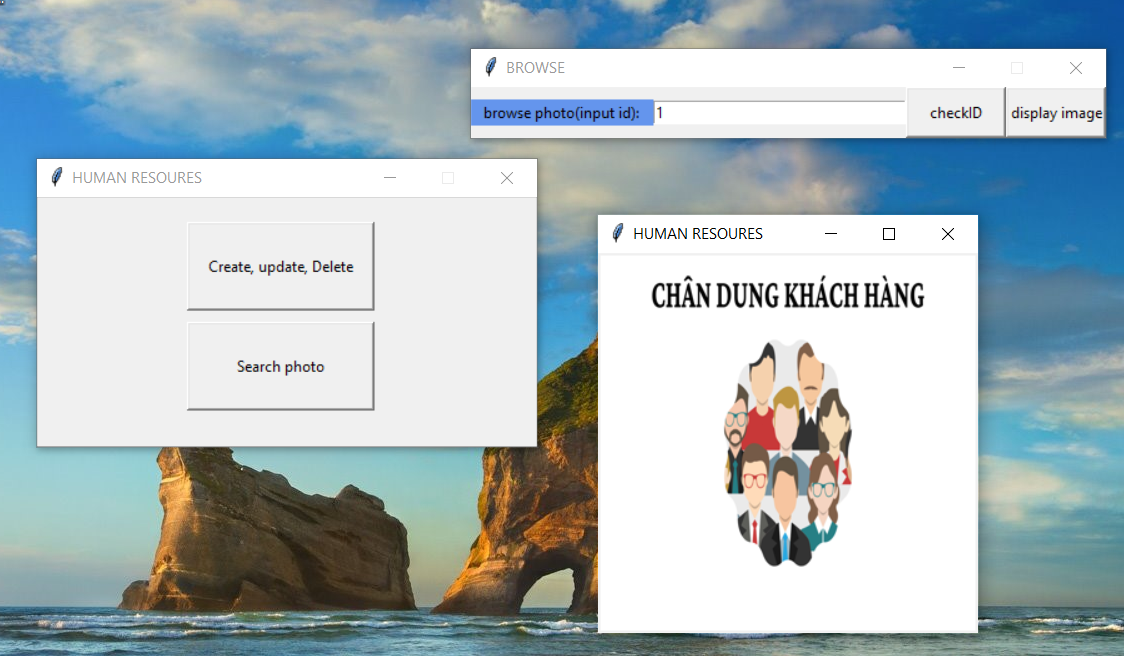 BROWSE
browse photo(input id):
1
checkID
display image
HUMAN RESOURES
Create, update, Delete
Search photo
HUMAN RESOURES
CHÂN DUNG KHÁCH HÀNG